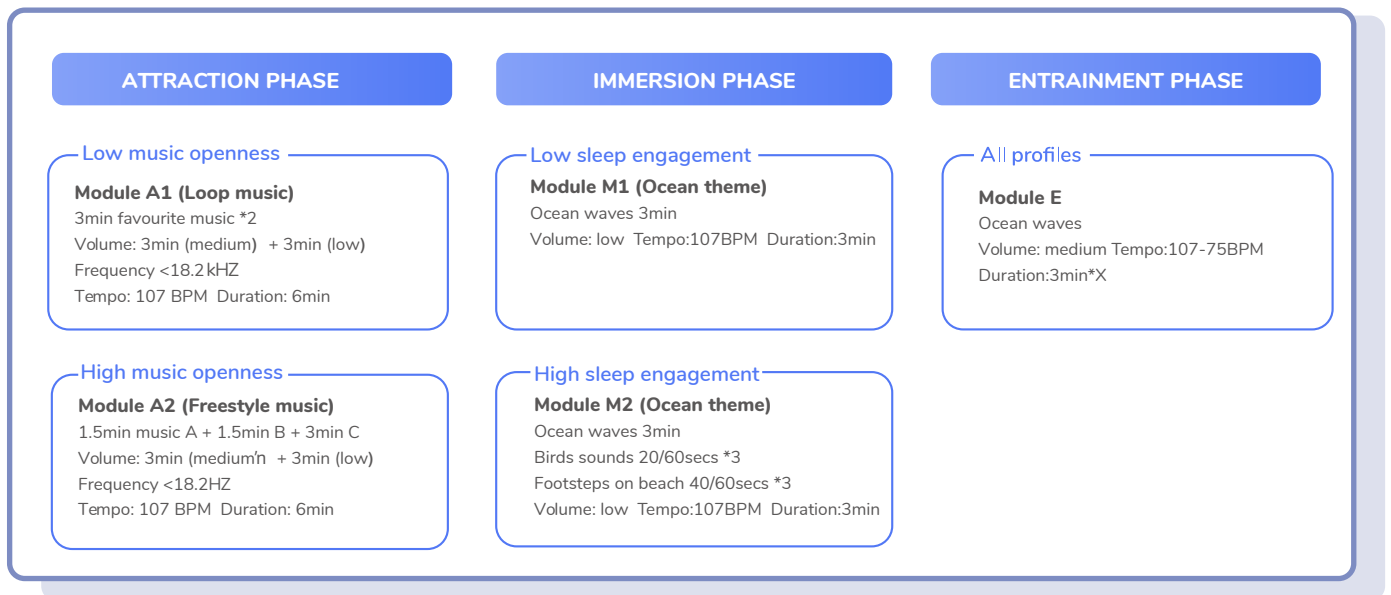 ATTRACTION PHASE
IMMERSION PHASE
ENTRAINMENT PHASE
Low music openness
Module A1 (Loop music)
3min favourite music *2
Volume: 3min (medium) + 3min (low)
Frequency <18.2kHZ
Tempo: 107 BPM Duration: 6min
Low sleep engagement
Module M1 (Ocean theme)
Ocean waves 3min
Volume: low Tempo:107BPM Duration:3min
All profiles
Module E
Ocean waves
Volume: medium Tempo:107-75BPM
Duration:3min*X
High music openness
Module A2 (Freestyle music)
1.5min music A + 1.5min B + 3min C
Volume: 3min (medium'n + 3min (low)
Frequency <18.2HZ
Tempo: 107 BPM Duration: 6min
High sleep engagement
Module M2 (Ocean theme)
Ocean waves 3min
Birds sounds 20/60secs *3
Footsteps on beach 40/60secs *3
Volume: low Tempo:107BPM Duration:3min